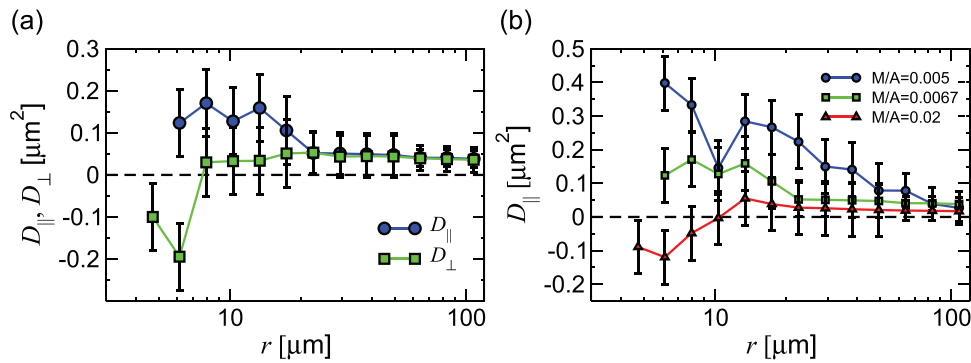 (a)
0.3
0.2
0.1
0
-0.1
-0.2
D∥, D⊥ [μm²]
D∥
D⊥
10
100
r [μm]
(b)
0.5
0.4
0.3
0.2
0.1
0
-0.1
-0.2
D∥ [μm²]
M/A=0.005
M/A=0.0067
M/A=0.02
10
100
r [μm]